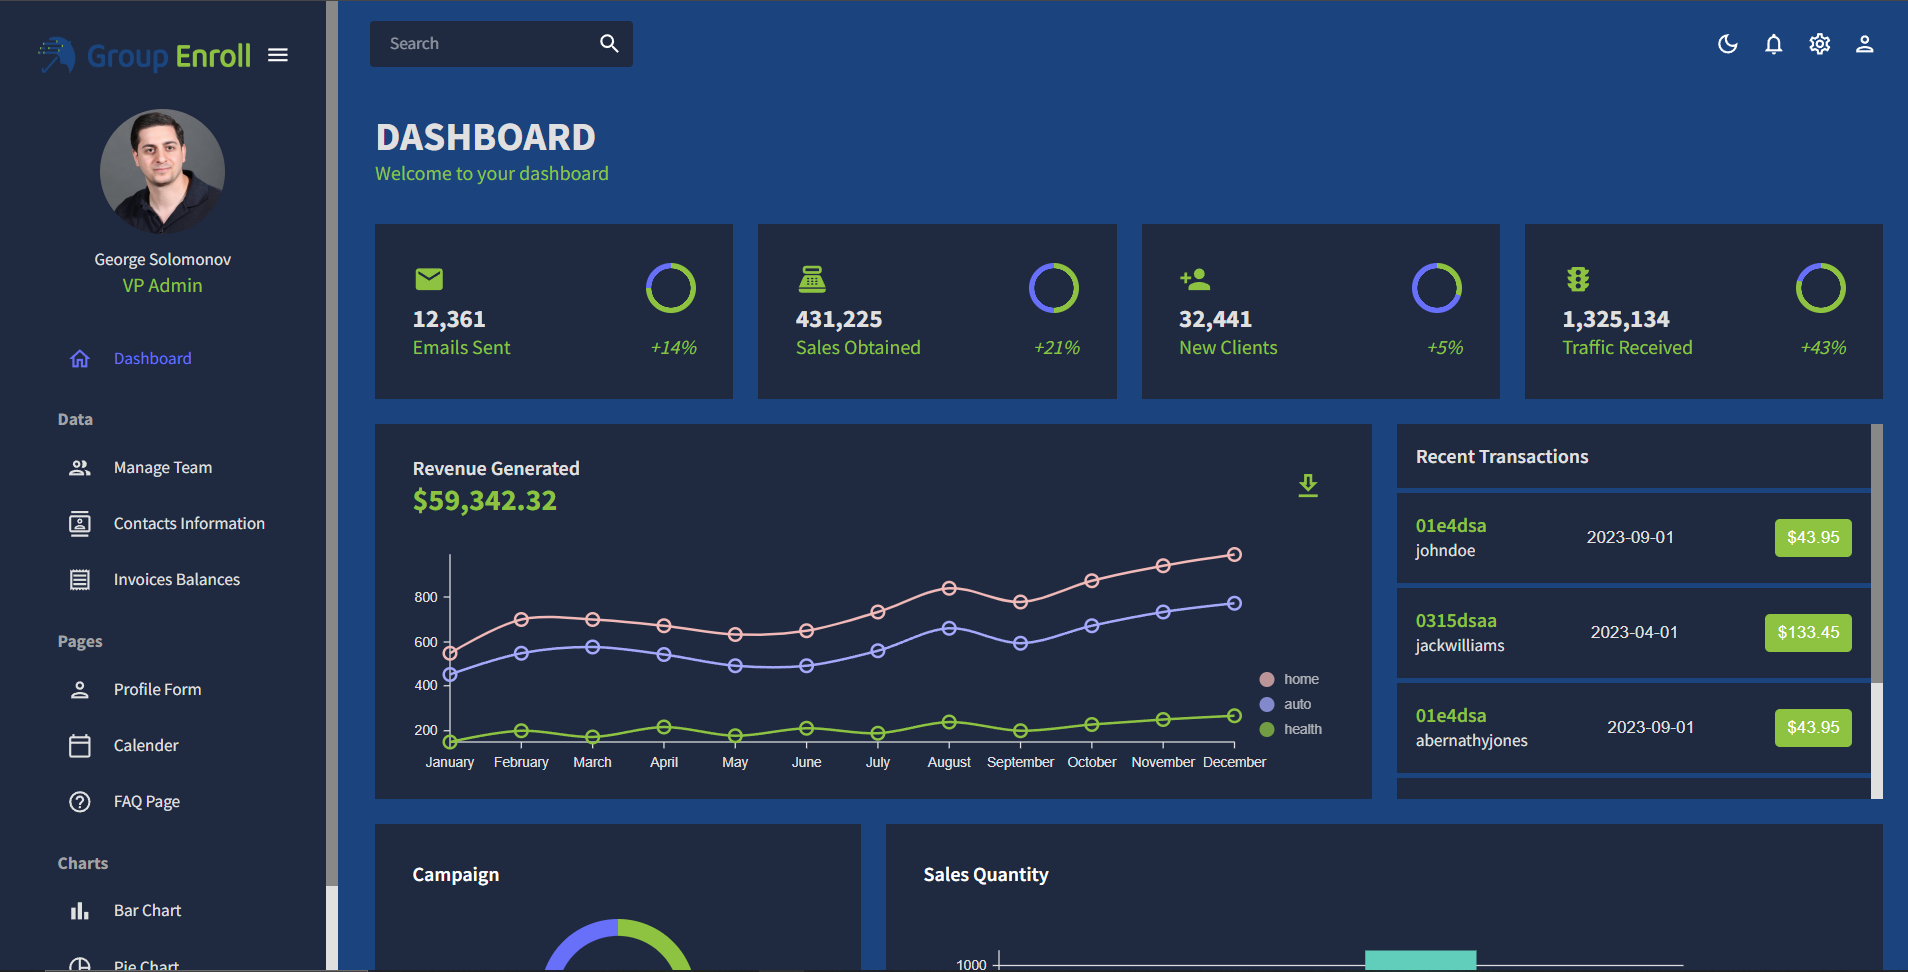 Group Enroll
George Solomonov
VP Admin
Dashboard
Data
Manage Team
Contacts Information
Invoices Balances
Pages
Profile Form
Calender
FAQ Page
Charts
Bar Chart
Pie Chart
Search
DASHBOARD
Welcome to your dashboard
12,361
Emails Sent
+14%
431,225
Sales Obtained
+21%
32,441
New Clients
+5%
1,325,134
Traffic Received
+43%
Revenue Generated
$59,342.32
800
600
400
200
January February March April May June July August September October November December
home
auto
health
Recent Transactions
01e4dsa
johndoe
2023-09-01
$43.95
0315dsaa
jackwilliams
2023-04-01
$133.45
01e4dsa
abernathyjones
2023-09-01
$43.95
Campaign
Sales Quantity
1000